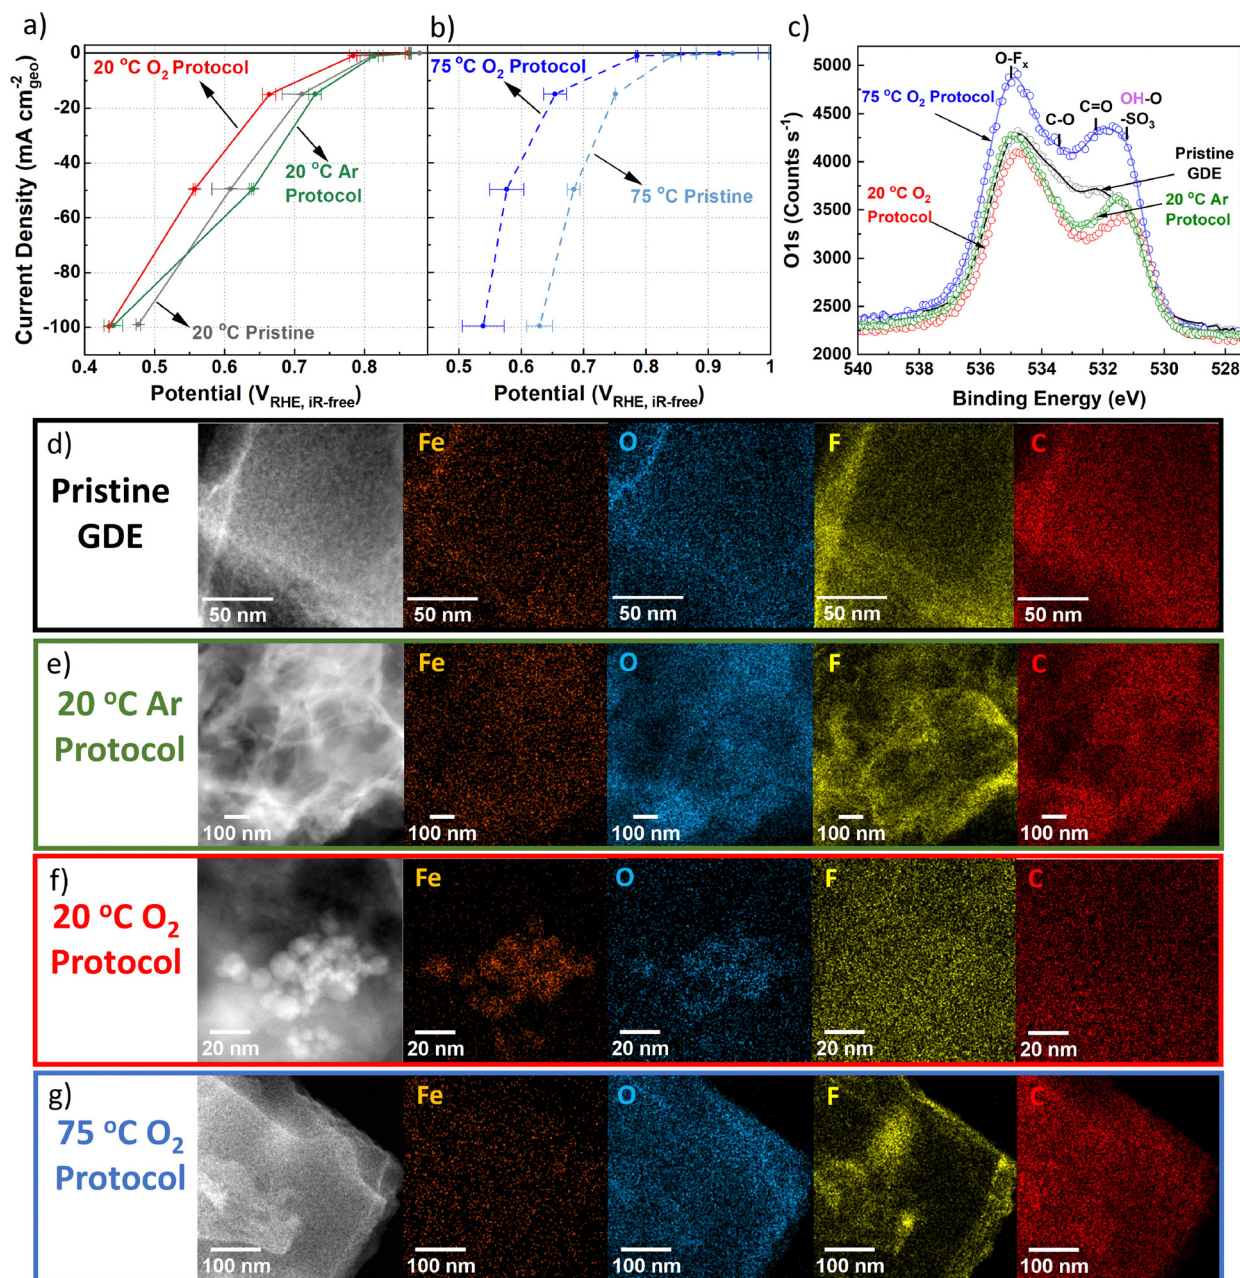 a)
0
-20
-40
-60
-80
-100
Current Density (mA cm⁻²geo)
20 °C O₂ Protocol
20 °C Ar
Protocol
20 °C Pristine
0.4 0.5 0.6 0.7 0.8
Potential (V_RHE, iR-free)
b)
75 °C O₂ Protocol
75 °C Pristine
0.5 0.6 0.7 0.8 0.9 1
Potential (V_RHE, iR-free)
c)
5000
4500
4000
3500
3000
2500
2000
O1s (Counts s⁻¹)
O-Fₓ
75 °C O₂ Protocol
C-O
C=O
OH-O
-SO₃
Pristine
GDE
20 °C O₂
Protocol
20 °C Ar
Protocol
540 538 536 534 532 530 528
Binding Energy (eV)
d)
Pristine
GDE
Fe O F C
50 nm 50 nm 50 nm 50 nm 50 nm
e)
20 °C Ar
Protocol
Fe O F C
100 nm 100 nm 100 nm 100 nm 100 nm
f)
20 °C O₂
Protocol
Fe O F C
20 nm 20 nm 20 nm 20 nm 20 nm
g)
75 °C O₂
Protocol
Fe O F C
100 nm 100 nm 100 nm 100 nm 100 nm